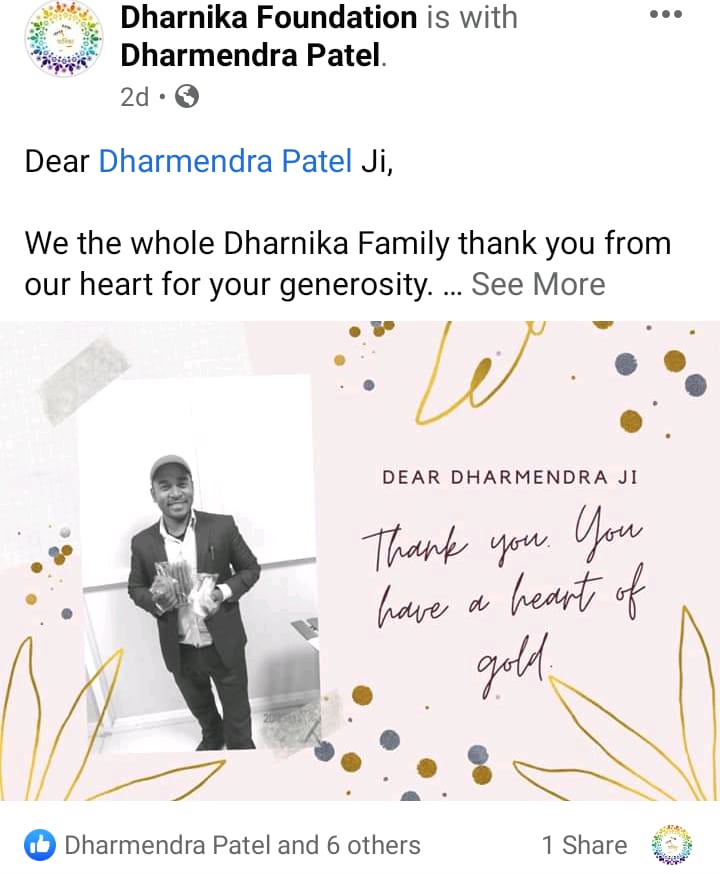 Dharnika Foundation is with
Dharmendra Patel.
2d
Dear Dharmendra Patel Ji,
We the whole Dharnika Family thank you from
our heart for your generosity. ... See More
DEAR DHARMENDRA JI
Thank you. You
have a heart of
gold.
Dharmendra Patel and 6 others
1 Share